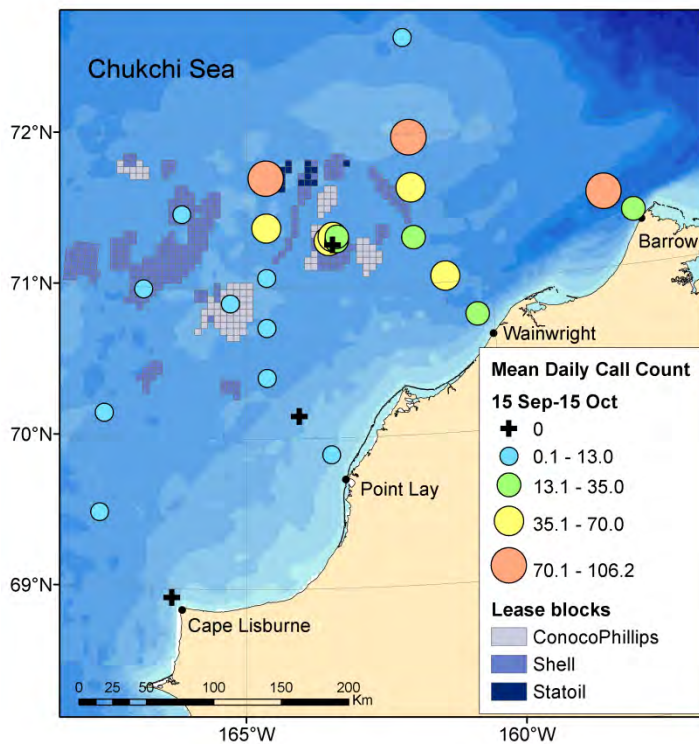 Chukchi Sea
72°N
71°N
70°N
69°N
Barrow
Wainwright
Point Lay
Cape Lisburne
Mean Daily Call Count
15 Sep-15 Oct
0
0.1 - 13.0
13.1 - 35.0
35.1 - 70.0
70.1 - 106.2
Lease blocks
ConocoPhillips
Shell
Statoil
0 25 50 100 150 200
Km
165°W
160°W